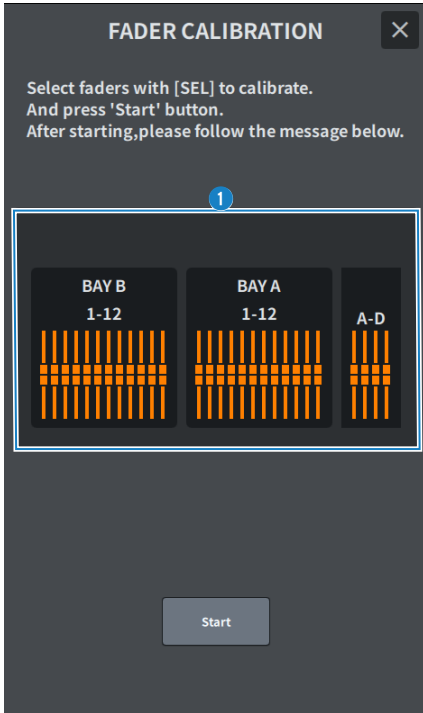 FADER CALIBRATION
Select faders with [SEL] to calibrate.
And press 'Start' button.
After starting,please follow the message below.
1
BAY B
1-12
BAY A
1-12
A-D
Start